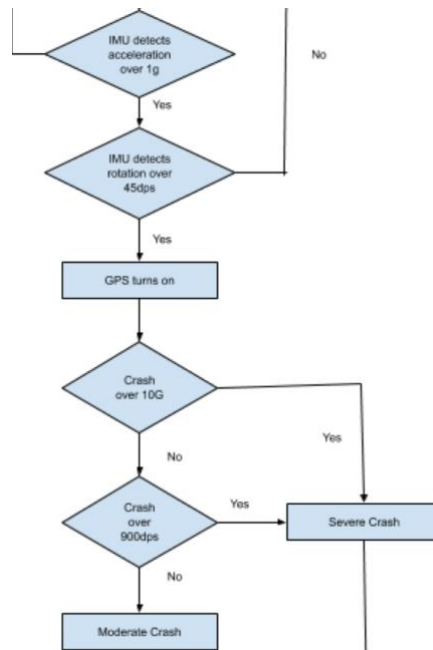 IMU detects
acceleration
over 1g
No
Yes
IMU detects
rotation over
45dps
Yes
GPS turns on
Crash
over 10G
Yes
No
Crash
over
900dps
Yes
Severe Crash
No
Moderate Crash